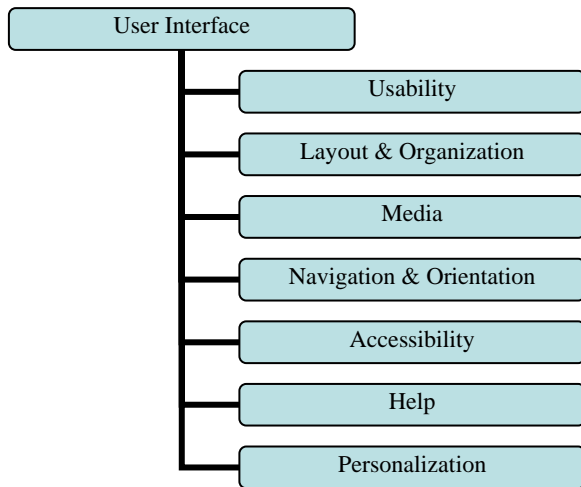 User Interface
Usability
Layout & Organization
Media
Navigation & Orientation
Accessibility
Help
Personalization